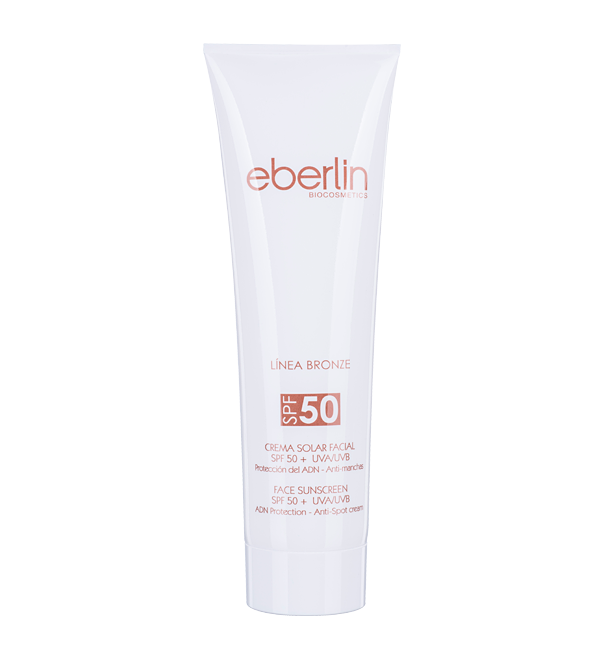 eberlin
BIOCOSMETICS
LÍNEA BRONZE
SPF 50
CREMA SOLAR FACIAL
SPF 50 + UVA/UVB
Protección del ADN - Anti-manchas
FACE SUNSCREEN
SPF 50 + UVA/UVB
ADN Protection - Anti-Spot cream